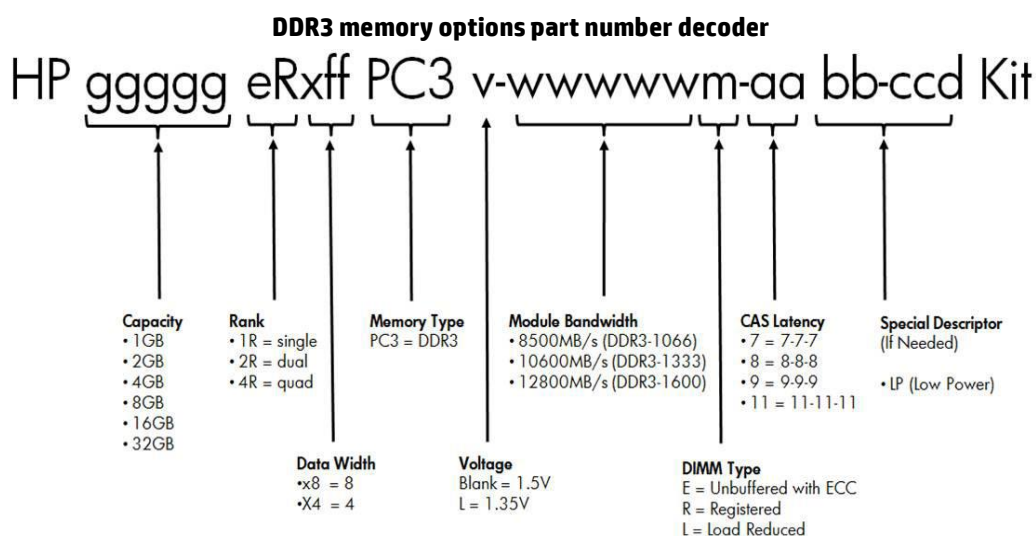 DDR3 memory options part number decoder
HP ggggg eRxff PC3 v-wwwwwm-aa bb-ccd Kit
Capacity
• 1GB
• 2GB
• 4GB
• 8GB
• 16GB
• 32GB
Rank
• 1R = single
• 2R = dual
• 4R = quad
Memory Type
PC3 = DDR3
Module Bandwidth
• 8500MB/s (DDR3-1066)
• 10600MB/s (DDR3-1333)
• 12800MB/s (DDR3-1600)
CAS Latency
• 7 = 7-7-7
• 8 = 8-8-8
• 9 = 9-9-9
• 11 = 11-11-11
Special Descriptor
(If Needed)
• LP (Low Power)
Data Width
•x8 = 8
•X4 = 4
Voltage
Blank = 1.5V
L = 1.35V
DIMM Type
E = Unbuffered with ECC
R = Registered
L = Load Reduced